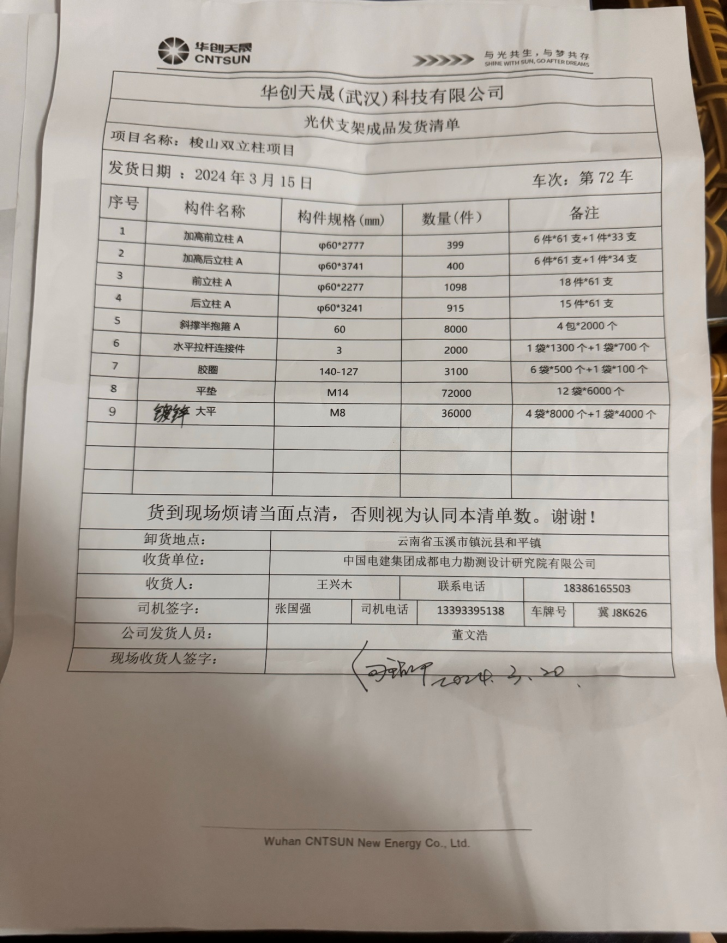 华创天晟
CNTSUN
与光共生，与梦共存
SHINE WITH SUN, GO AFTER DREAMS
华创天晟(武汉)科技有限公司
光伏支架成品发货清单
项目名称：梭山双立柱项目
发货日期 ：2024 年 3 月 15 日 车次：第 72 车
序号 构件名称 构件规格(mm) 数量(件) 备注
1 加高前立柱 A φ60*2777 399 6 件*61 支+1 件*33 支
2 加高后立柱 A φ60*3741 400 6 件*61 支+1 件*34 支
3 前立柱 A φ60*2277 1098 18 件*61 支
4 后立柱 A φ60*3241 915 15 件*61 支
5 斜撑半抱箍 A 60 8000 4 包*2000 个
6 水平拉杆连接件 3 2000 1 袋*1300 个+1 袋*700 个
7 胶圈 140-127 3100 6 袋*500 个+1 袋*100 个
8 平垫 M14 72000 12 袋*6000 个
9 大平 M8 36000 4 袋*8000 个+1 袋*4000 个
货到现场烦请当面点清，否则视为认同本清单数。谢谢！
卸货地点： 云南省玉溪市镇沅县和平镇
收货单位： 中国电建集团成都电力勘测设计研究院有限公司
收货人： 王兴木 联系电话 18386165503
司机签字： 张国强 司机电话 13393395138 车牌号 冀 J8K626
公司发货人员： 董文浩
现场收货人签字： 2024. 3. 20
Wuhan CNTSUN New Energy Co., Ltd.